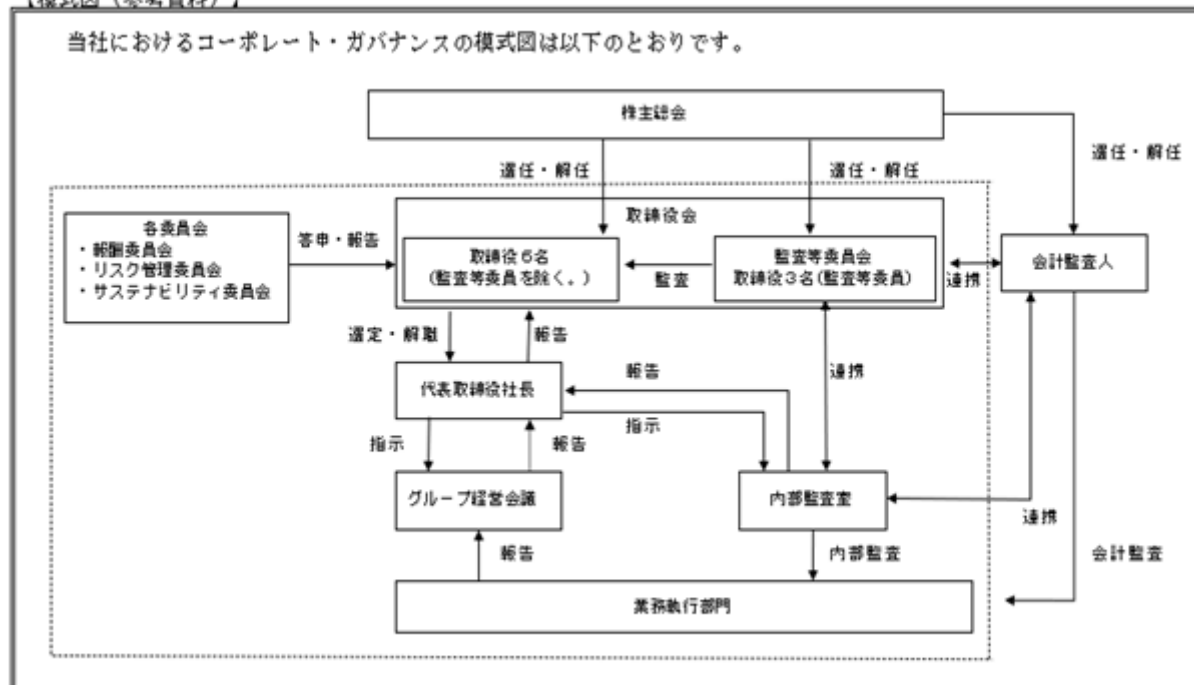 【模式図（参考資料）】
当社におけるコーポレート・ガバナンスの模式図は以下のとおりです。
株主総会
選任・解任
選任・解任
選任・解任
各委員会
・報酬委員会
・リスク管理委員会
・サステナビリティ委員会
答申・報告
取締役会
取締役６名
(監査等委員を除く。)
監査
監査等委員会
取締役３名(監査等委員)
連携
会計監査人
選定・解職
報告
連携
代表取締役社長
報告
指示
指示
報告
グループ経営会議
内部監査室
連携
報告
内部監査
会計監査
業務執行部門